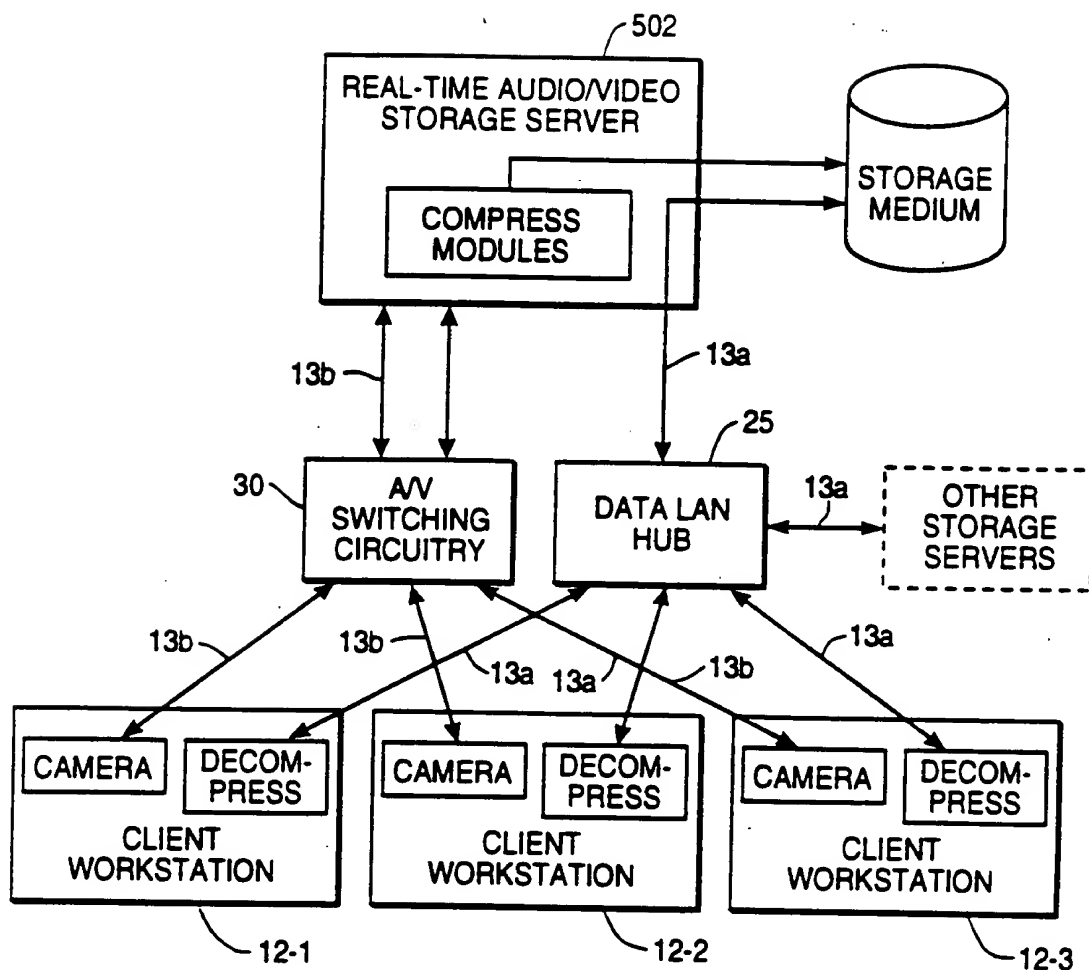 502
REAL-TIME AUDIO/VIDEO
STORAGE SERVER
COMPRESS
MODULES
STORAGE
MEDIUM
13b
13a
25
30
A/V
SWITCHING
CIRCUITRY
DATA LAN
HUB
13a
OTHER
STORAGE
SERVERS
13b
13b
13a
13a
13b
13a
CAMERA
DECOM-
PRESS
CLIENT
WORKSTATION
CAMERA
DECOM-
PRESS
CLIENT
WORKSTATION
CAMERA
DECOM-
PRESS
CLIENT
WORKSTATION
12-1
12-2
12-3